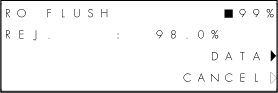 RO FLUSH ■99%
REJ. : 98.0%
DATA
CANCEL